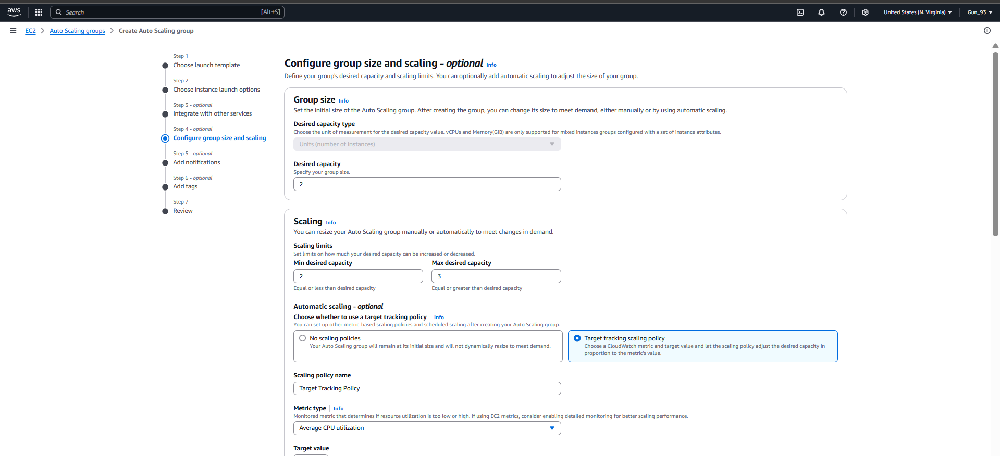 aws
Search [Alt+S]
United States (N. Virginia)
Gun_93
EC2 > Auto Scaling groups > Create Auto Scaling group
Step 1
Choose launch template
Step 2
Choose instance launch options
Step 3 - optional
Integrate with other services
Step 4 - optional
Configure group size and scaling
Step 5 - optional
Add notifications
Step 6 - optional
Add tags
Step 7
Review
Configure group size and scaling - optional Info
Define your group's desired capacity and scaling limits. You can optionally add automatic scaling to adjust the size of your group.
Group size Info
Set the initial size of the Auto Scaling group. After creating the group, you can change its size to meet demand, either manually or by using automatic scaling.
Desired capacity type
Choose the unit of measurement for the desired capacity value. vCPUs and Memory(GiB) are only supported for mixed instances groups configured with a set of instance attributes.
Units (number of instances)
Desired capacity
Specify your group size.
2
Scaling Info
You can resize your Auto Scaling group manually or automatically to meet changes in demand.
Scaling limits
Set limits on how much your desired capacity can be increased or decreased.
Min desired capacity
2
Equal or less than desired capacity
Max desired capacity
3
Equal or greater than desired capacity
Automatic scaling - optional
Choose whether to use a target tracking policy Info
You can set up other metric-based scaling policies and scheduled scaling after creating your Auto Scaling group.
No scaling policies
Your Auto Scaling group will remain at its initial size and will not dynamically resize to meet demand.
Target tracking scaling policy
Choose a CloudWatch metric and target value and let the scaling policy adjust the desired capacity in
proportion to the metric's value.
Scaling policy name
Target Tracking Policy
Metric type Info
Monitored metric that determines if resource utilization is too low or high. If using EC2 metrics, consider enabling detailed monitoring for better scaling performance.
Average CPU utilization
Target value